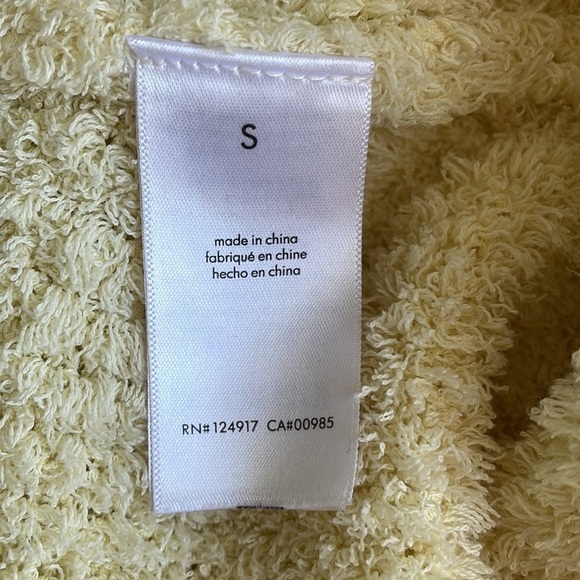 S
made in china
fabriqué en chine
hecho en china
RN#124917 CA#00985